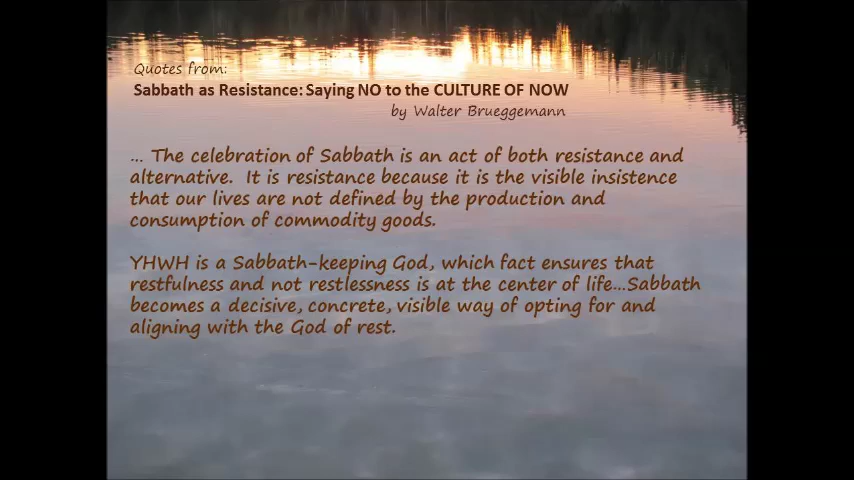 Quotes from:
Sabbath as Resistance: Saying NO to the CULTURE OF NOW
by Walter Brueggemann
... The celebration of Sabbath is an act of both resistance and
alternative. It is resistance because it is the visible insistence
that our lives are not defined by the production and
consumption of commodity goods.
YHWH is a Sabbath-keeping God, which fact ensures that
restfulness and not restlessness is at the center of life...Sabbath
becomes a decisive, concrete, visible way of opting for and
aligning with the God of rest.